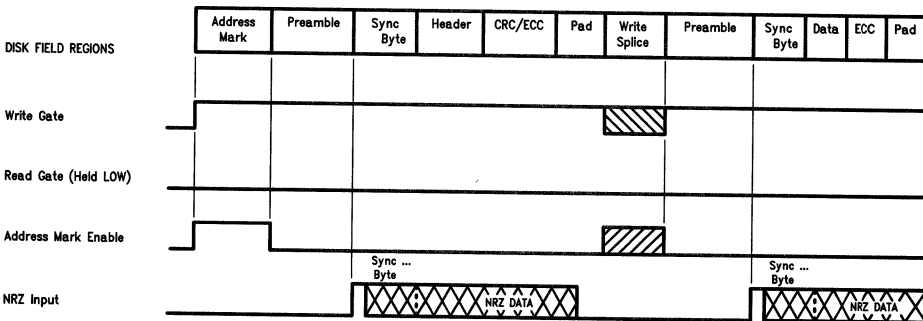 DISK FIELD REGIONS
Address Mark
Preamble
Sync Byte
Header
CRC/ECC
Pad
Write Splice
Preamble
Sync Byte
Data
ECC
Pad
Write Gate
Read Gate (Held LOW)
Address Mark Enable
NRZ Input
Sync ...
Byte
NRZ DATA
Sync ...
Byte
NRZ DATA